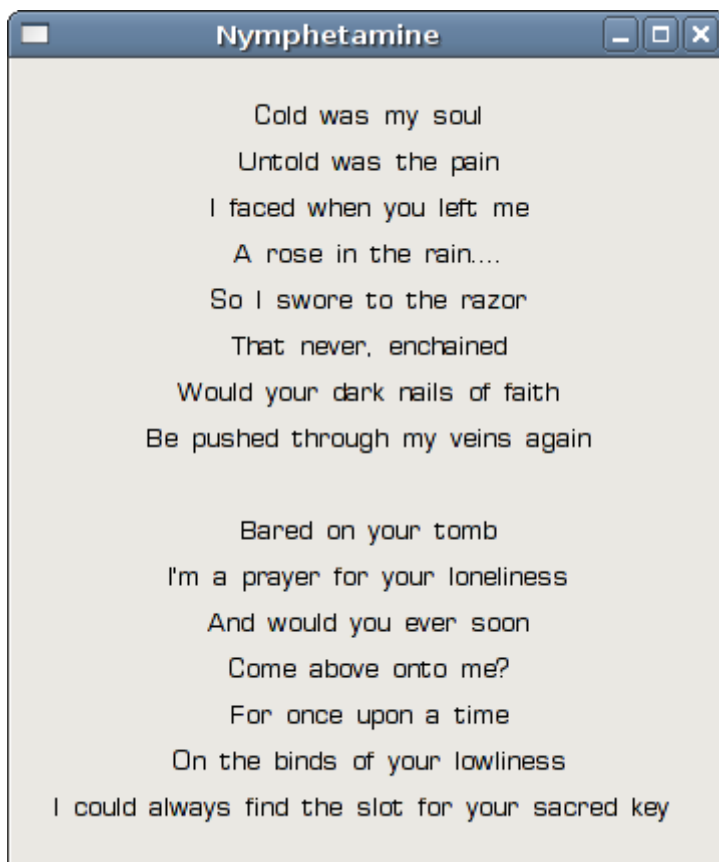 Nymphetamine
Cold was my soul
Untold was the pain
I faced when you left me
A rose in the rain....
So I swore to the razor
That never, enchained
Would your dark nails of faith
Be pushed through my veins again
Bared on your tomb
I'm a prayer for your loneliness
And would you ever soon
Come above onto me?
For once upon a time
On the binds of your lowliness
I could always find the slot for your sacred key